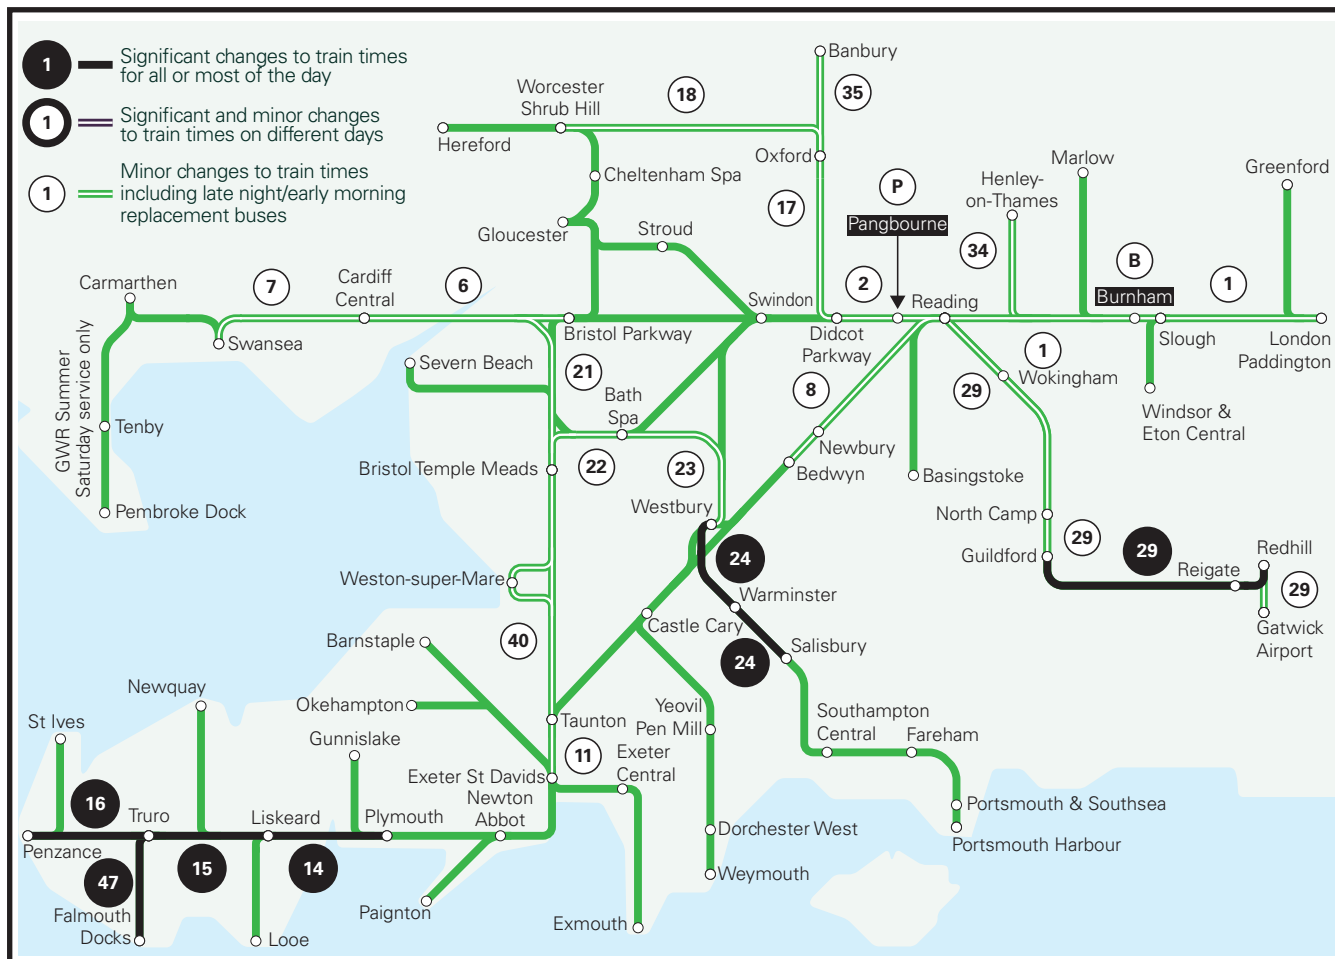 1
Significant changes to train times
for all or most of the day
1
Significant and minor changes
to train times on different days
1
Minor changes to train times
including late night/early morning
replacement buses
Banbury
35
18
Worcester
Shrub Hill
Hereford
Oxford
Cheltenham Spa
17
P
Pangbourne
Henley-
on-Thames
34
Marlow
Greenford
Gloucester
Stroud
B
Burnham
1
Carmarthen
7
Cardiff
Central
6
Swindon
2
Reading
Swansea
Bristol Parkway
Didcot
Parkway
Slough
London
Paddington
GWR Summer
Saturday service only
Severn Beach
21
Bath
Spa
8
29
1
Wokingham
Windsor &
Eton Central
Tenby
Newbury
Bristol Temple Meads
22
23
Bedwyn
Basingstoke
Pembroke Dock
Westbury
North Camp
24
Guildford
29
29
Redhill
Reigate
29
Gatwick
Airport
Weston-super-Mare
Warminster
Castle Cary
40
24
Salisbury
Barnstaple
Newquay
Okehampton
Yeovil
Pen Mill
Southampton
Central
Fareham
St Ives
Gunnislake
Taunton
11
Exeter
Central
Exeter St Davids
Newton
Abbot
16
Truro
Liskeard
Plymouth
Portsmouth & Southsea
Penzance
Dorchester West
Portsmouth Harbour
47
15
14
Weymouth
Falmouth
Docks
Looe
Paignton
Exmouth